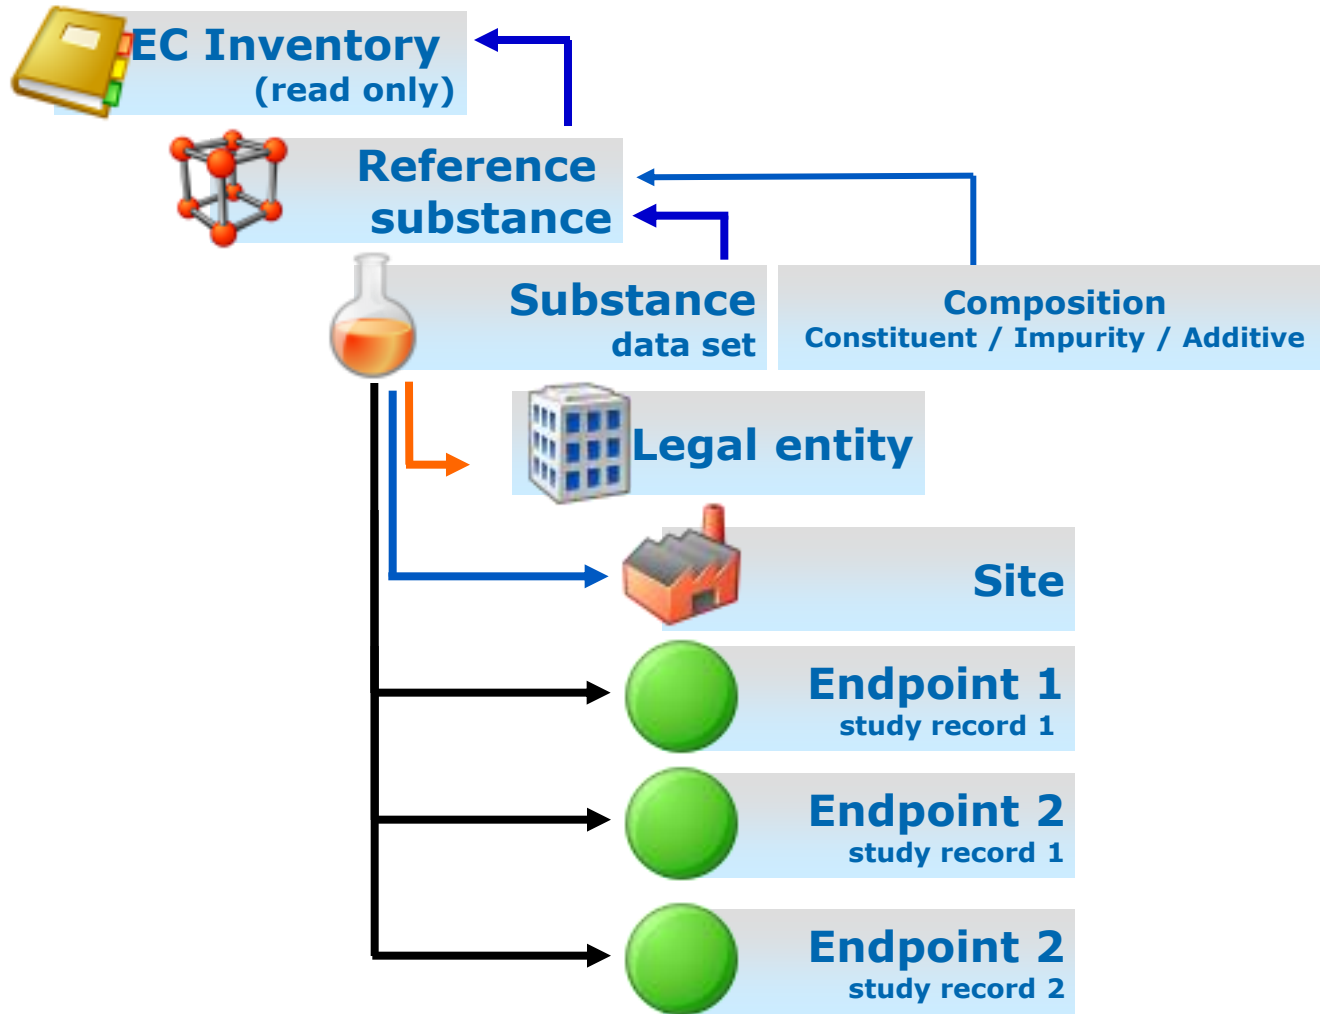 EC Inventory
(read only)
Reference
substance
Substance
data set
Composition
Constituent / Impurity / Additive
Legal entity
Site
Endpoint 1
study record 1
Endpoint 2
study record 1
Endpoint 2
study record 2